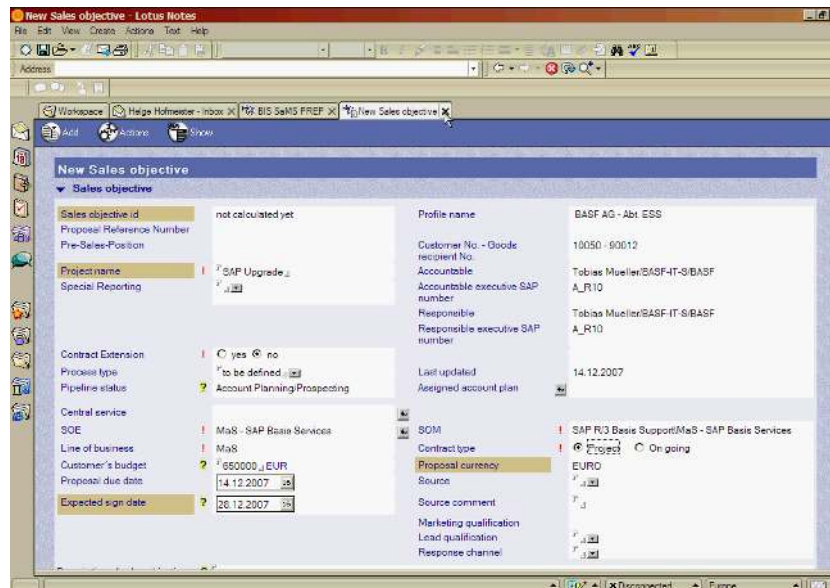 New Sales objective - Lotus Notes
File Edit View Create Actions Text Help
Address
Workspace Helge Hofmeister - Inbox BIS SaMS PREF New Sales objective
Add Actions Show
New Sales objective
Sales objective
Sales objective id not calculated yet Profile name BASF AG - Abt. ESS
Proposal Reference Number
Pre-Sales-Position Customer No. - Goods recipient No. 10050 - 90012
Project name ! SAP Upgrade Accountable Tobias Mueller/BASF-IT-S/BASF
Special Reporting Accountable executive SAP number A_R10
Responsible Tobias Mueller/BASF-IT-S/BASF
Responsible executive SAP number A_R10
Contract Extension ! yes no
Process type to be defined Last updated 14.12.2007
Pipeline status ? Account Planning/Prospecting Assigned account plan
Central service
SOE ! MaS - SAP Basis Services SOM ! SAP R/3 Basis Support\MaS - SAP Basis Services
Line of business ! MaS Contract type ! Project On going
Customer's budget ? 650000 EUR Proposal currency EURO
Proposal due date 14.12.2007 Source
Expected sign date ? 28.12.2007 Source comment
Marketing qualification
Lead qualification
Response channel
Disconnected Europe